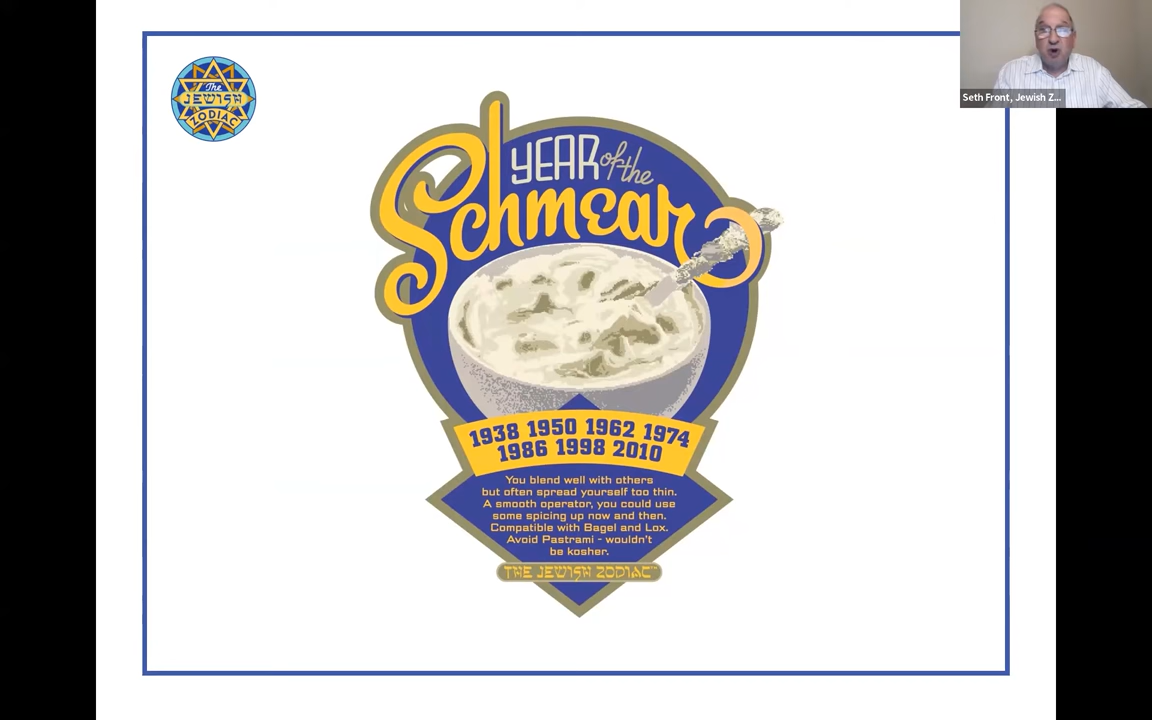 The
JEWISH
ZODIAC
Seth Front, Jewish Z...
YEAR of the
Schmear
1938 1950 1962 1974
1986 1998 2010
You blend well with others
but often spread yourself too thin.
A smooth operator, you could use
some spicing up now and then.
Compatible with Bagel and Lox.
Avoid Pastrami - wouldn't
be kosher.
THE JEWISH ZODIAC™